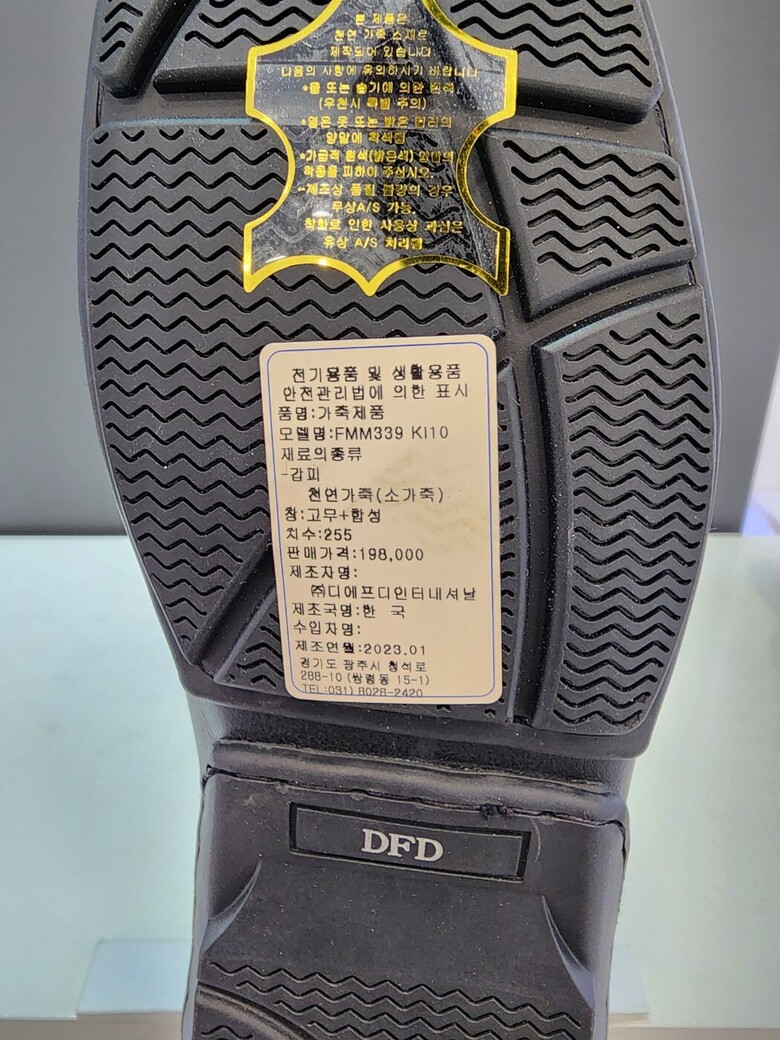 본 제품은
천연 가죽 소재로
제작되어 있습니다
다음의 사항에 유의하시기 바랍니다
*물 또는 습기에 의한 변형
(우천시 특별 주의)
*옅은 옷 또는 밝은 컬러의
양말에 착색됨
*가급적 흰색(밝은색) 양말의
착용을 피하여 주십시오.
-제조상 품질 불량의 경우
무상A/S 가능.
착화로 인한 사용상 과실은
유상 A/S 처리됨
전기용품 및 생활용품
안전관리법에 의한 표시
품명:가죽제품
모델명:FMM339 KI10
재료의종류
-갑피
천연가죽(소가죽)
창:고무+합성
치수:255
판매가격:198,000
제조자명:
㈜디에프디인터내셔날
제조국명:한 국
수입자명:
제조연월:2023.01
경기도 광주시 청석로
288-10 (쌍령동 15-1)
TEL:031) 8028-2420
DFD